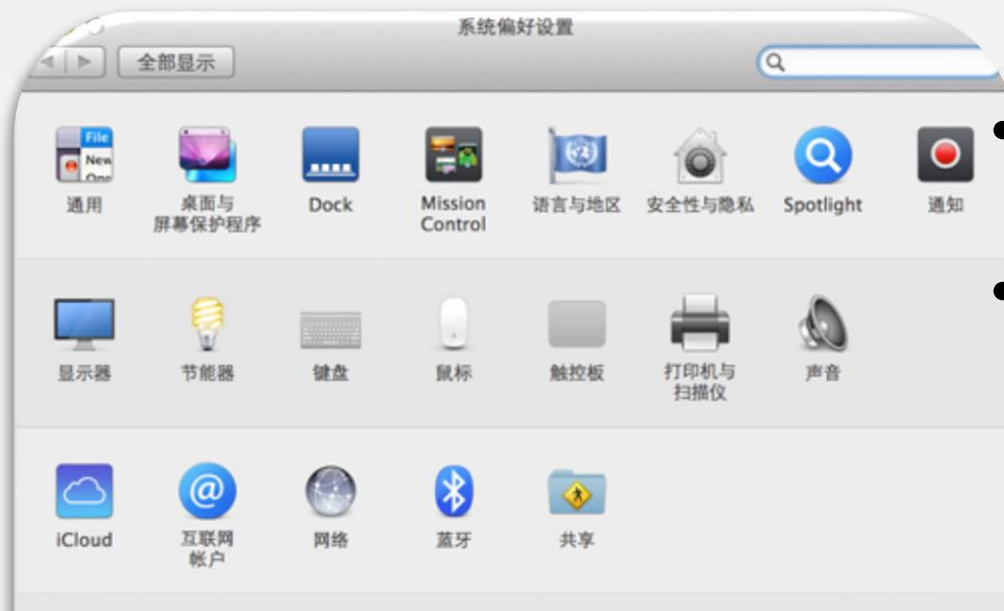 系统偏好设置
全部显示
File
New
通用
桌面与
屏幕保护程序
Dock
Mission
Control
语言与地区
安全性与隐私
Spotlight
通知
显示器
节能器
键盘
鼠标
触控板
打印机与
扫描仪
声音
iCloud
@
互联网
帐户
网络
蓝牙
共享